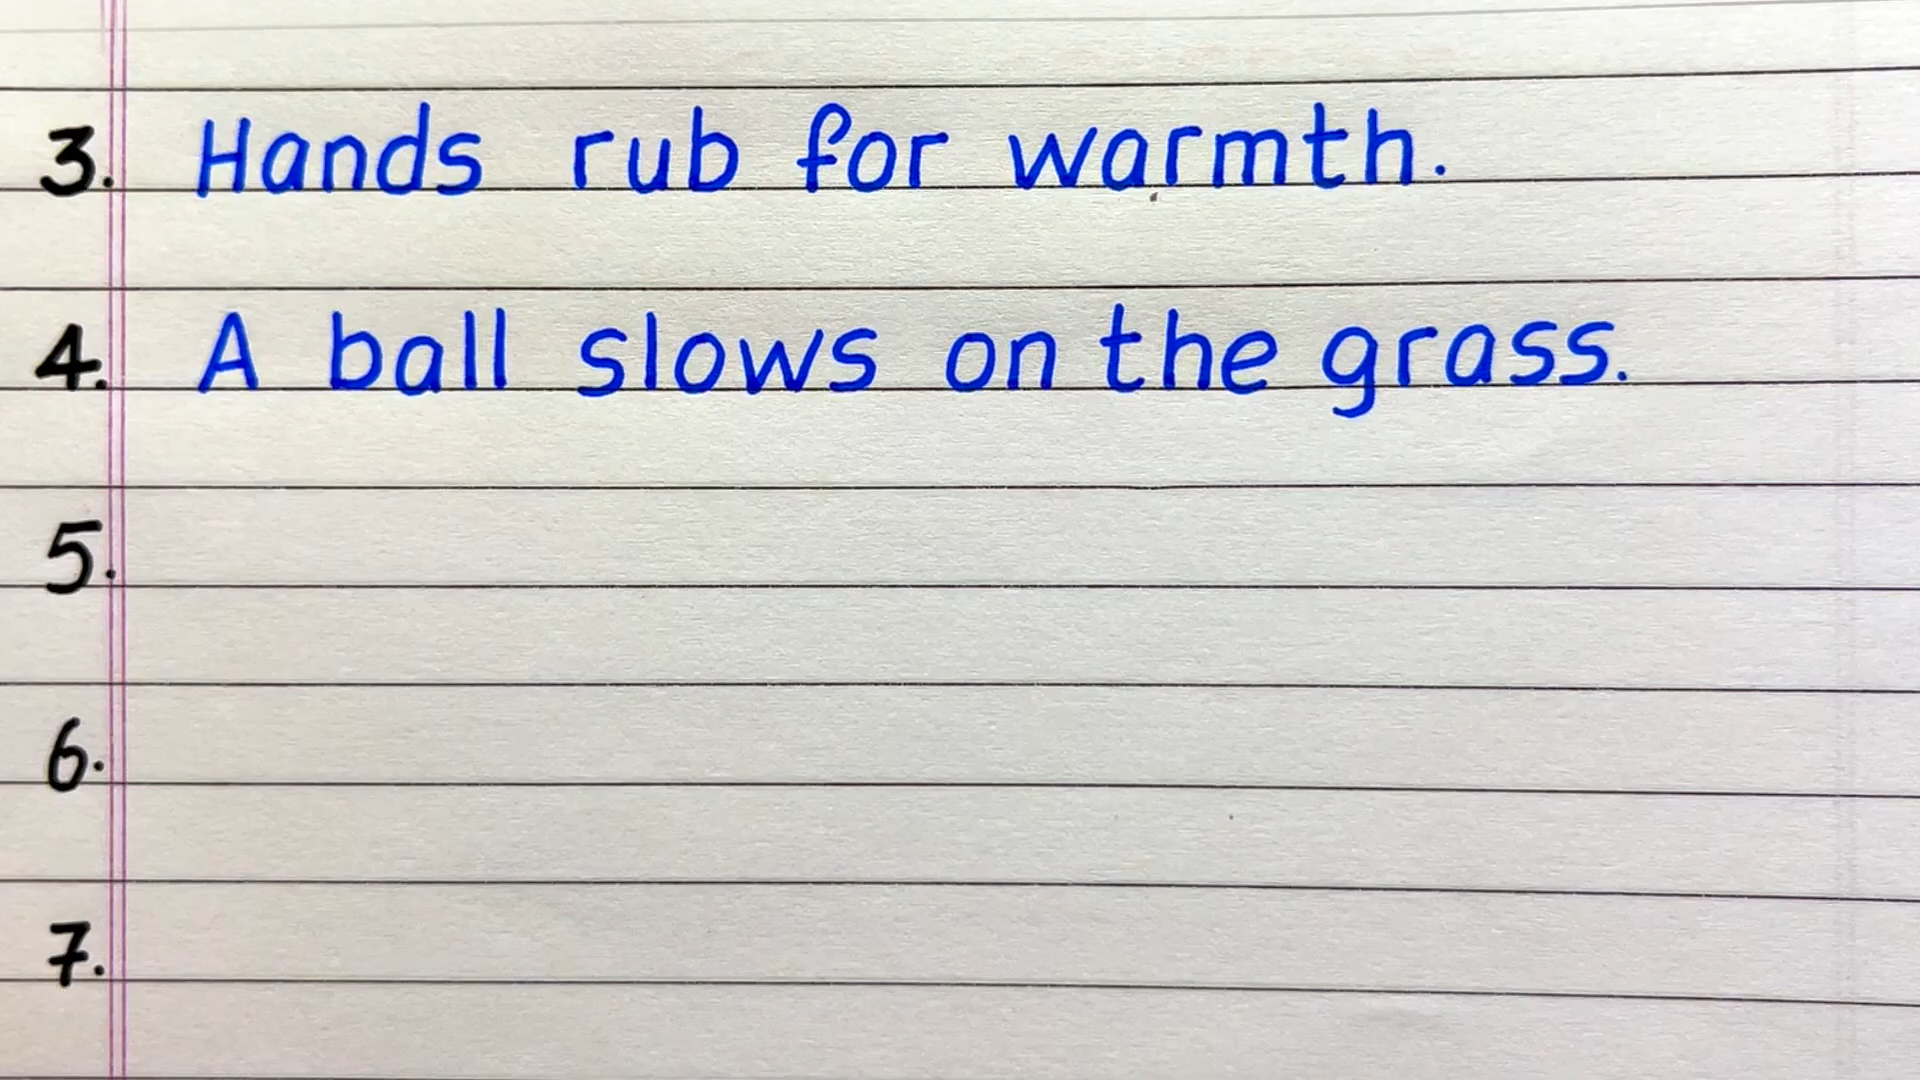 3. Hands rub for warmth.
4. A ball slows on the grass.
5.
6.
7.